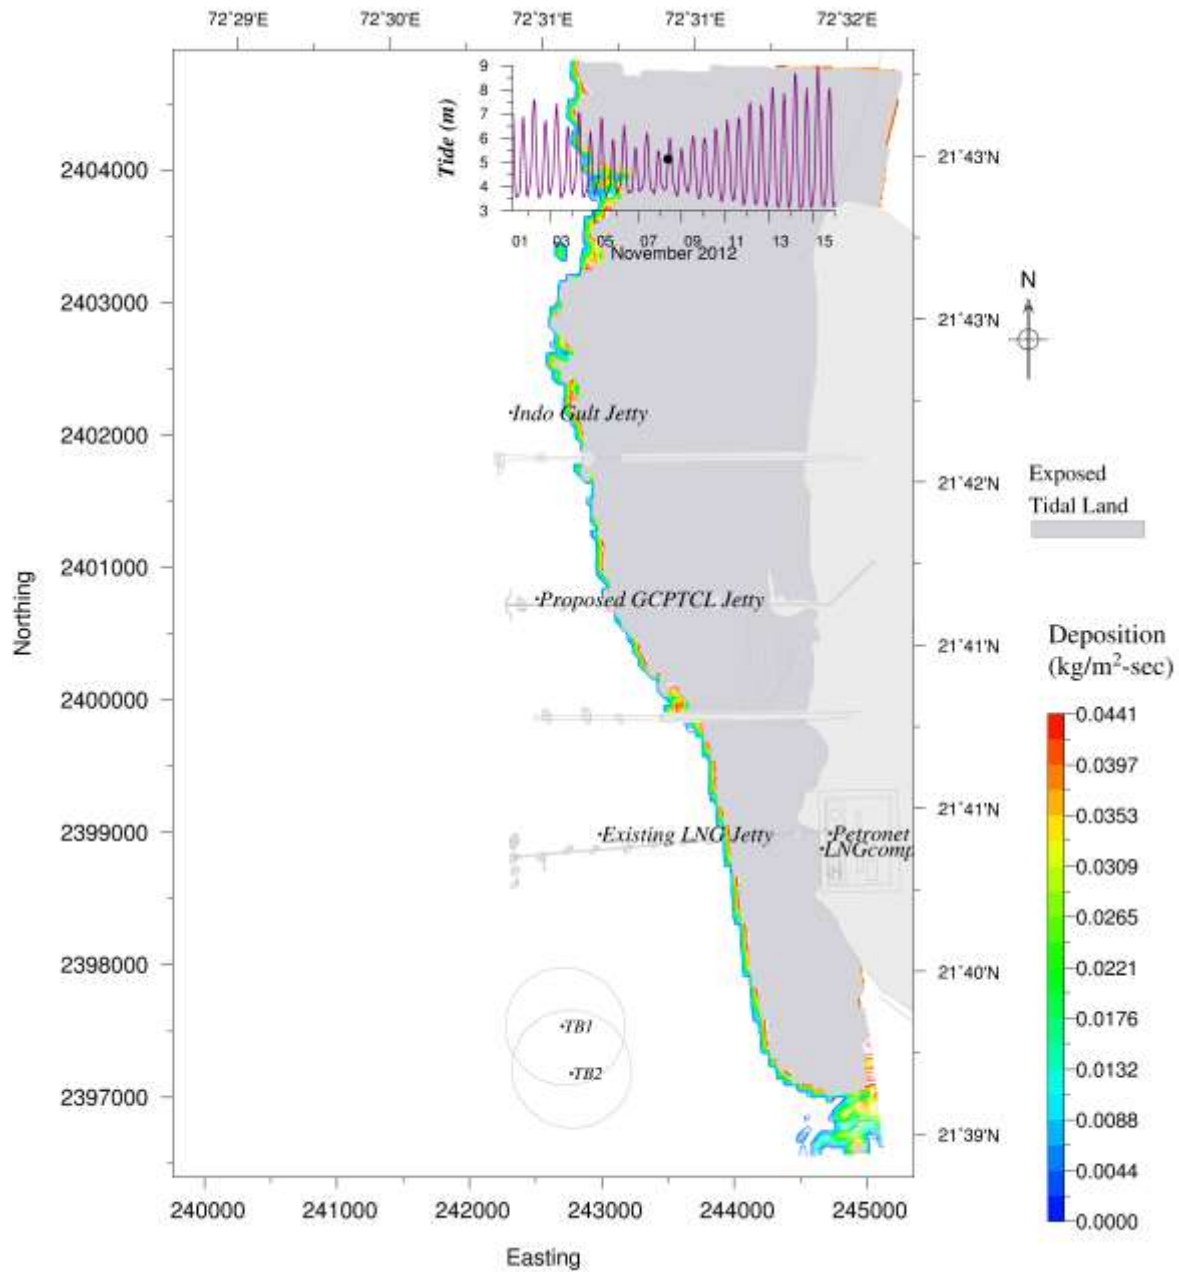 72°29'E 72°30'E 72°31'E 72°31'E 72°32'E
9
8
7
6
5
4
3
Tide (m)
01 03 05 07 09 11 13 15
November 2012
2404000
2403000
2402000
2401000
2400000
2399000
2398000
2397000
Northing
21°43'N
21°43'N
21°42'N
21°41'N
21°41'N
21°40'N
21°39'N
N
Indo Gult Jetty
Proposed GCPTCL Jetty
Existing LNG Jetty
Petronet
LNGcomp
TB1
TB2
Exposed
Tidal Land
Deposition
(kg/m²-sec)
0.0441
0.0397
0.0353
0.0309
0.0265
0.0221
0.0176
0.0132
0.0088
0.0044
0.0000
240000 241000 242000 243000 244000 245000
Easting